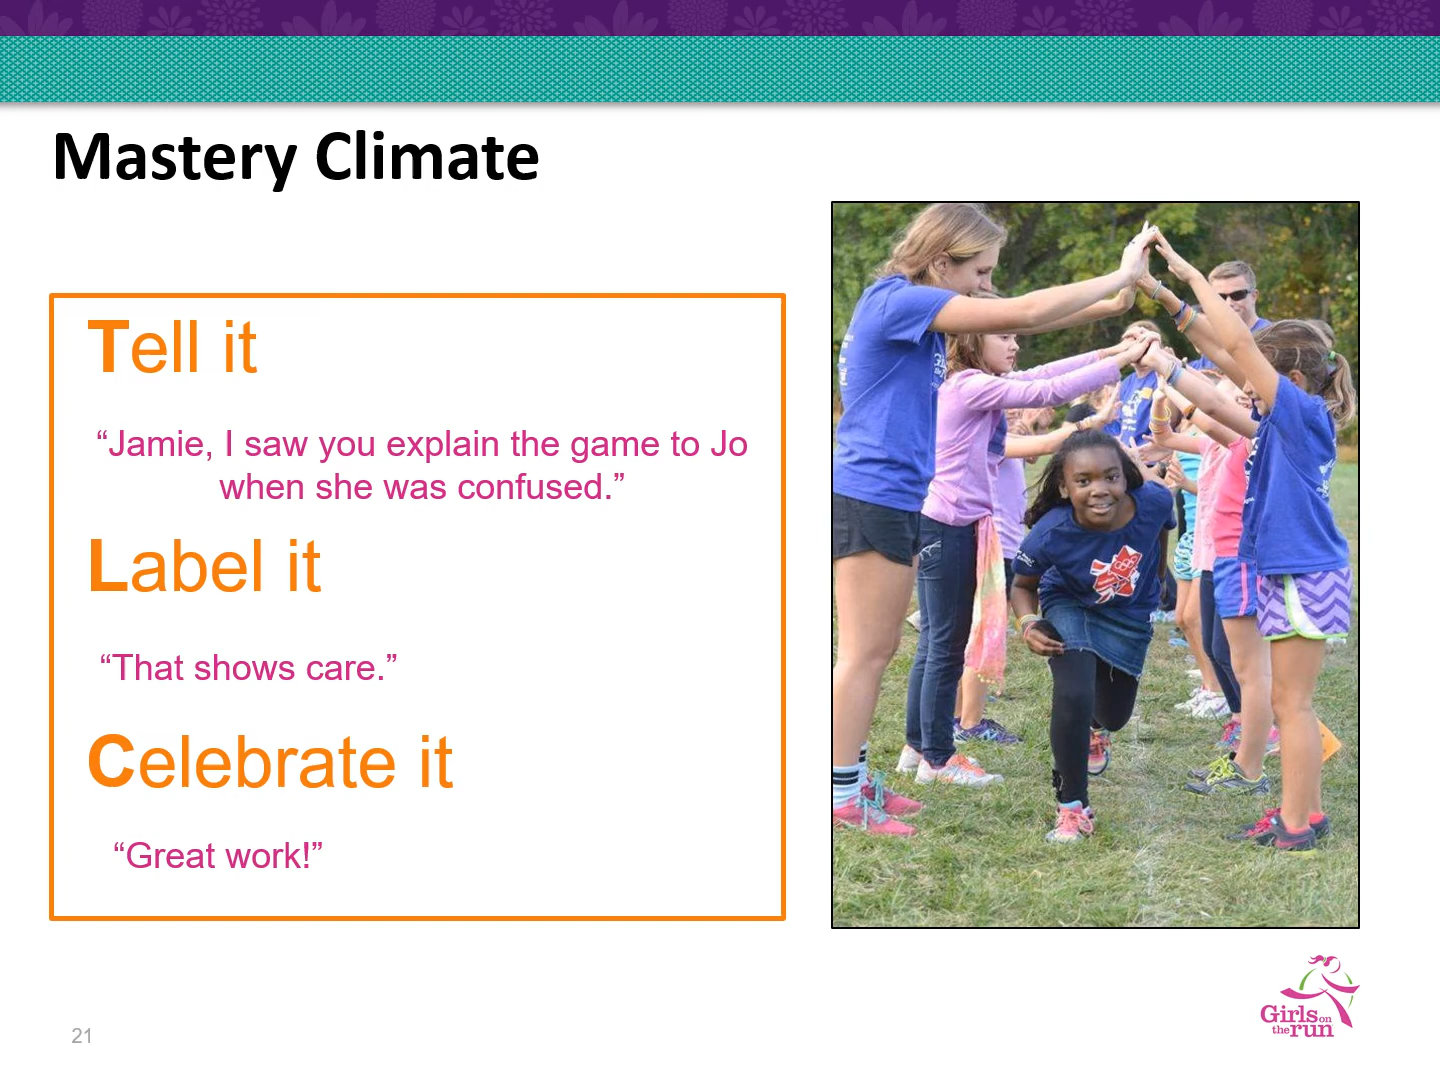 Mastery Climate
Tell it
“Jamie, I saw you explain the game to Jo
when she was confused.”
Label it
“That shows care.”
Celebrate it
“Great work!”
Girls on
the run
21